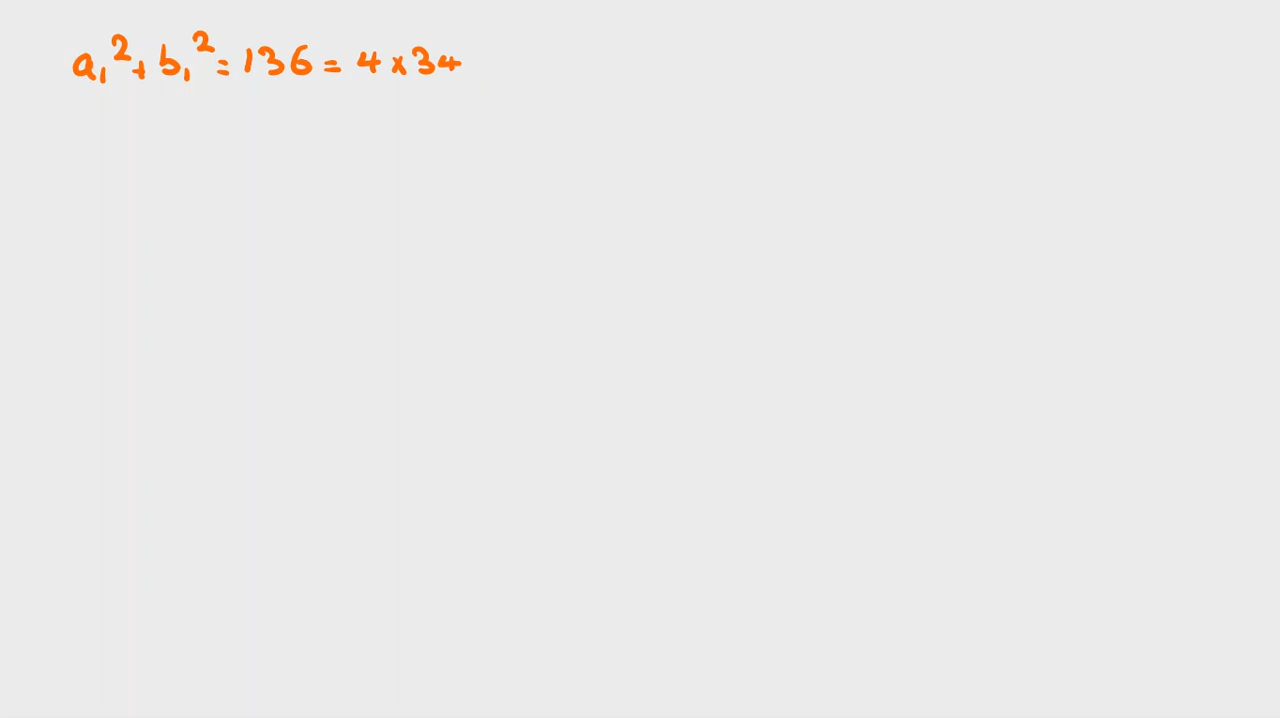 a₁² + b₁² = 136 = 4 × 34